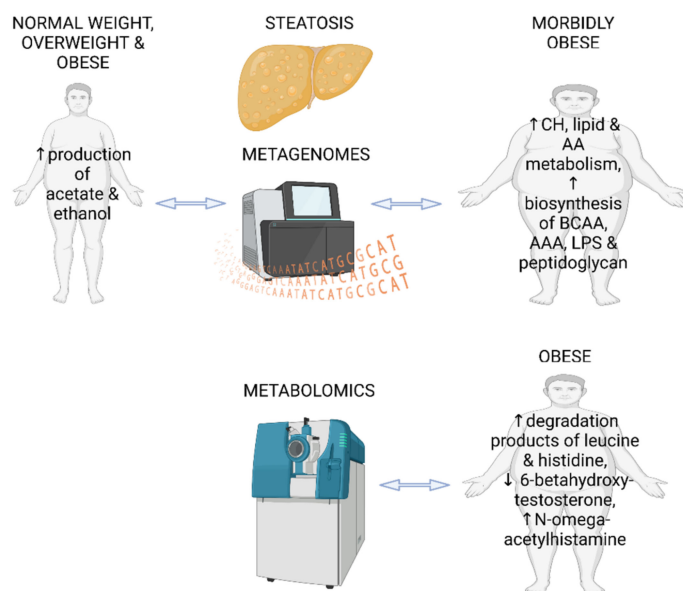 NORMAL WEIGHT,
OVERWEIGHT &
OBESE
↑production
of
acetate &
ethanol
STEATOSIS
METAGENOMES
MORBIDLY
OBESE
↑CH, lipid &
AA
metabolism,
↑
biosynthesis
of BCAA,
AAA, LPS &
peptidoglycan
METABOLOMICS
OBESE
↑degradation
products of leucine
& histidine,
↓ 6-betahydroxy-
testosterone,
↑N-omega-
acetylhistamine